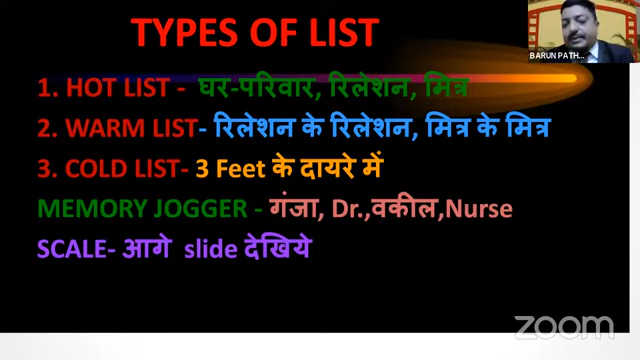 TYPES OF LIST
BARUN PATH...
1. HOT LIST - घर-परिवार, रिलेशन, मित्र
2. WARM LIST- रिलेशन के रिलेशन, मित्र के मित्र
3. COLD LIST- 3 Feet के दायरे में
MEMORY JOGGER - गंजा, Dr.,वकील,Nurse
SCALE- आगे slide देखिये
zoom